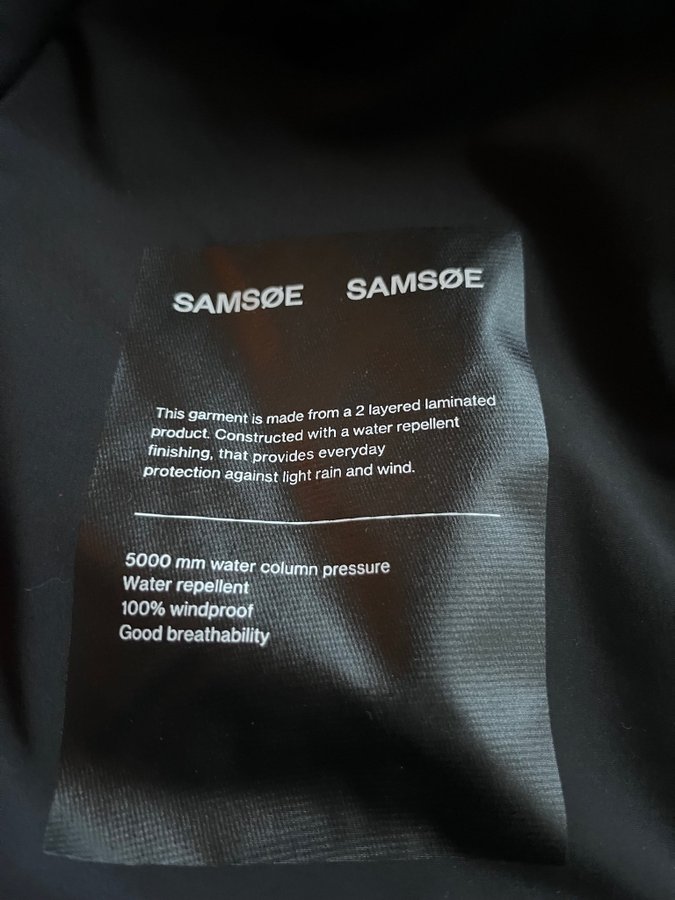 SAMSØE SAMSØE
This garment is made from a 2 layered laminated
product. Constructed with a water repellent
finishing, that provides everyday
protection against light rain and wind.
5000 mm water column pressure
Water repellent
100% windproof
Good breathability